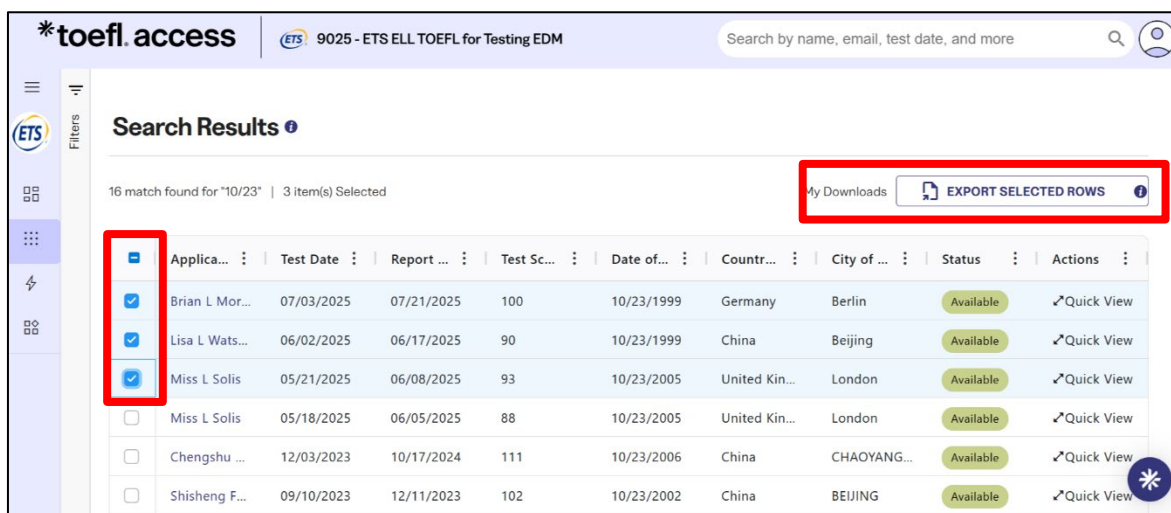 *toefl. access ETS 9025 - ETS ELL TOEFL for Testing EDM Search by name, email, test date, and more
ETS
Filters
Search Results
16 match found for "10/23" | 3 item(s) Selected My Downloads EXPORT SELECTED ROWS
Applica... Test Date Report ... Test Sc... Date of... Countr... City of ... Status Actions
Brian L Mor... 07/03/2025 07/21/2025 100 10/23/1999 Germany Berlin Available Quick View
Lisa L Wats... 06/02/2025 06/17/2025 90 10/23/1999 China Beijing Available Quick View
Miss L Solis 05/21/2025 06/08/2025 93 10/23/2005 United Kin... London Available Quick View
Miss L Solis 05/18/2025 06/05/2025 88 10/23/2005 United Kin... London Available Quick View
Chengshu ... 12/03/2023 10/17/2024 111 10/23/2006 China CHAOYANG... Available Quick View
Shisheng F... 09/10/2023 12/11/2023 102 10/23/2002 China BEIJING Available Quick View